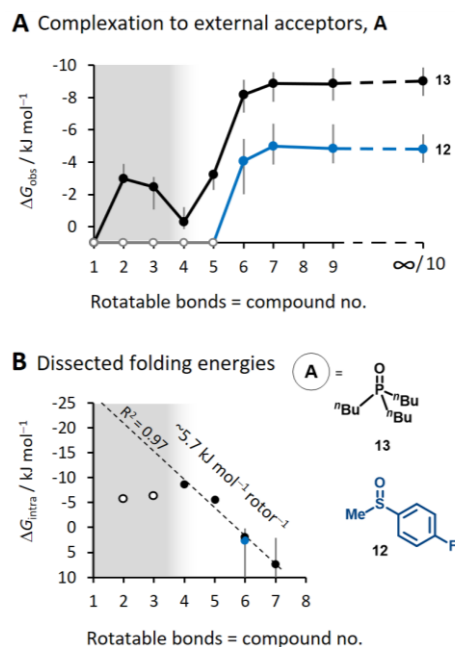 A Complexation to external acceptors, A
ΔG_obs / kJ mol⁻¹
-10
-8
-6
-4
-2
0
13
12
1 2 3 4 5 6 7 8 9 ∞/10
Rotatable bonds = compound no.
B Dissected folding energies
ΔG_intra / kJ mol⁻¹
-25
-20
-15
-10
-5
0
5
10
R² = 0.97
~5.7 kJ mol⁻¹ rotor⁻¹
1 2 3 4 5 6 7 8
Rotatable bonds = compound no.
A =
O
P
ⁿBu
ⁿBu
ⁿBu
13
O
S
Me
F
12